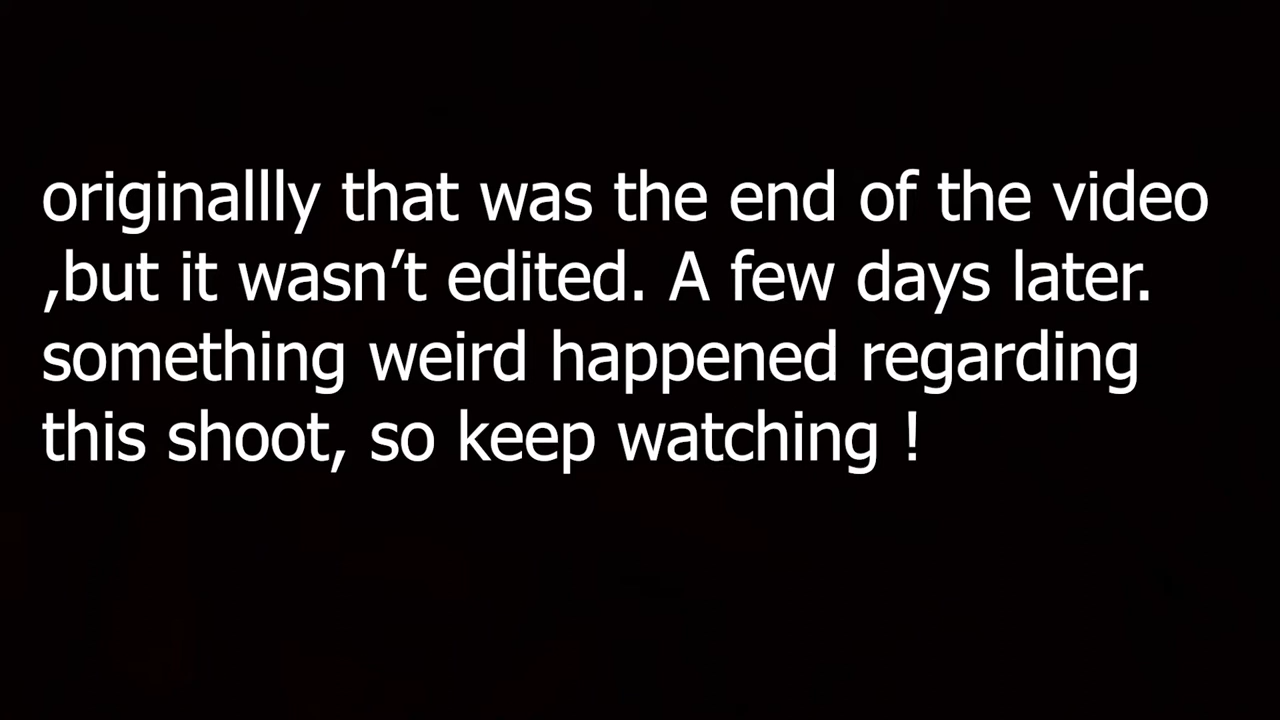 originallly that was the end of the video
,but it wasn’t edited. A few days later.
something weird happened regarding
this shoot, so keep watching !